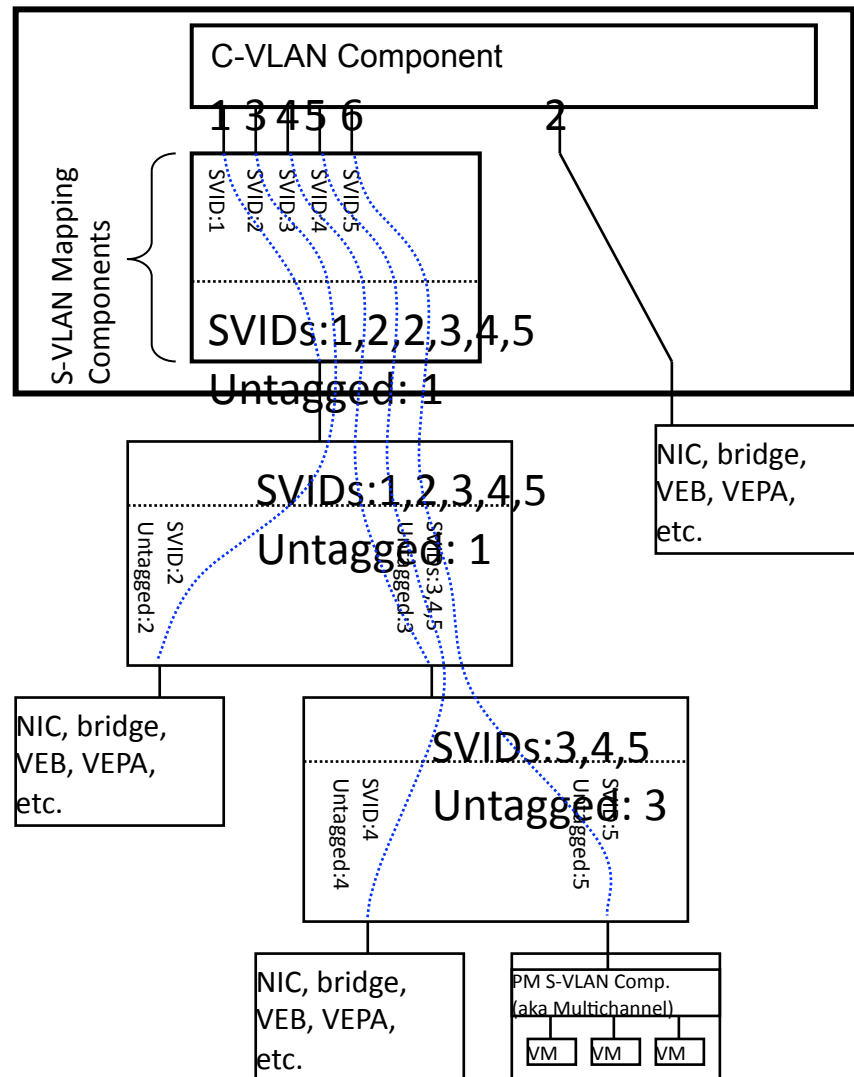 C-VLAN Component
1 3 4 5 6 2
S-VLAN Mapping
Components
SVID:1
SVID:2
SVID:3
SVID:4
SVID:5
SVIDs:1,2,2,3,4,5
Untagged: 1
NIC, bridge,
VEB, VEPA,
etc.
SVIDs:1,2,3,4,5
Untagged: 1
SVID:2
Untagged:2
SVIDs:3,4,5
Untagged:3
NIC, bridge,
VEB, VEPA,
etc.
SVIDs:3,4,5
Untagged: 3
SVID:4
Untagged:4
SVID:5
Untagged:5
NIC, bridge,
VEB, VEPA,
etc.
PM S-VLAN Comp.
(aka Multichannel)
VM VM VM